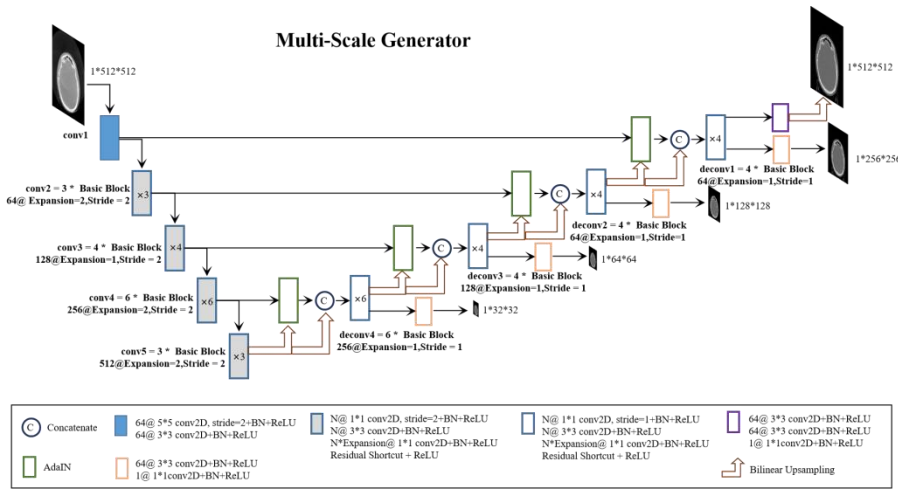 Multi-Scale Generator
1*512*512
1*512*512
conv1
×4
C
×4
deconv1 = 4 * Basic Block
64@Expansion=1,Stride=1
1*256*256
conv2 = 3 * Basic Block
64@ Expansion=2,Stride = 2
×3
C
×4
deconv2 = 4 * Basic Block
64@Expansion=1,Stride=1
1*128*128
conv3 = 4 * Basic Block
128@Expansion=1,Stride = 2
C
×4
deconv3 = 4 * Basic Block
128@Expansion=1,Stride = 1
1*64*64
conv4 = 6 * Basic Block
256@Expansion=2,Stride = 2
×6
C
×6
deconv4 = 6 * Basic Block
256@Expansion=1,Stride = 1
1*32*32
conv5 = 3 * Basic Block
512@Expansion=2,Stride = 2
×3
C
Concatenate
64@ 5*5 conv2D, stride=2+BN+ReLU
64@ 3*3 conv2D+BN+ReLU
N@ 1*1 conv2D, stride=2+BN+ReLU
N@ 3*3 conv2D+BN+ReLU
N*Expansion@ 1*1 conv2D+BN+ReLU
Residual Shortcut + ReLU
N@ 1*1 conv2D, stride=1+BN+ReLU
N@ 3*3 conv2D+BN+ReLU
N*Expansion@ 1*1 conv2D+BN+ReLU
Residual Shortcut + ReLU
64@ 3*3 conv2D+BN+ReLU
64@ 3*3 conv2D+BN+ReLU
1@ 1*1conv2D+BN+ReLU
AdaIN
64@ 3*3 conv2D+BN+ReLU
1@ 1*1conv2D+BN+ReLU
Bilinear Upsampling